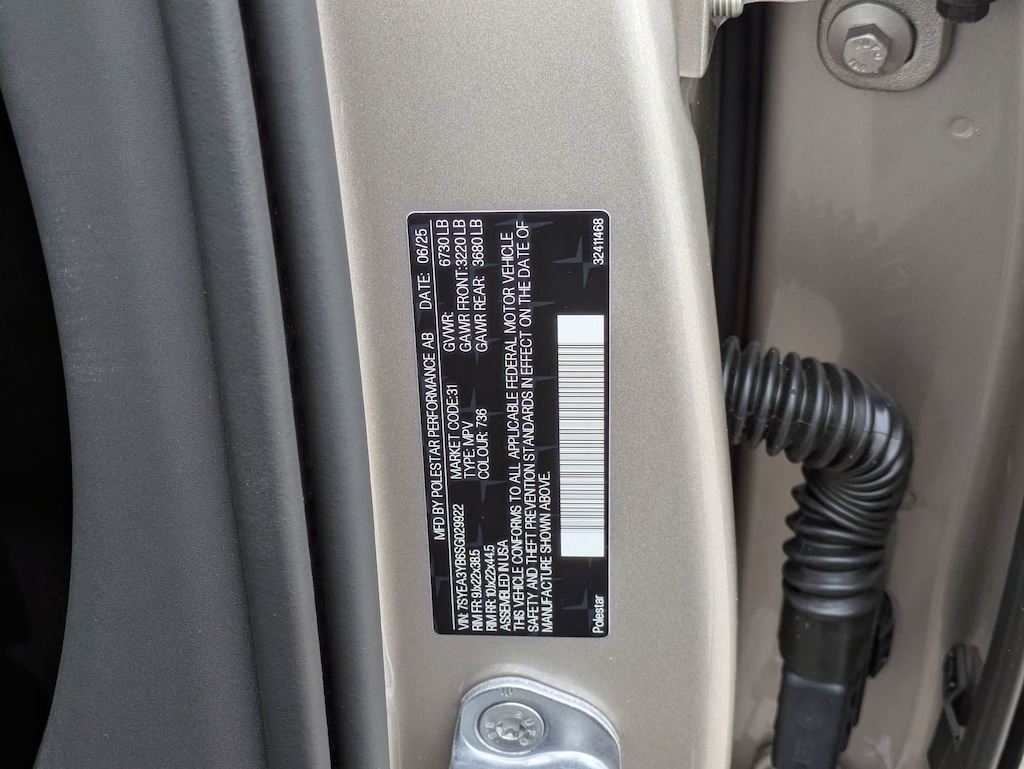 MFD BY POLESTAR PERFORMANCE AB DATE: 06/25
VIN: 7SYEA3YB6SG029922 MARKET CODE:31 GVWR: 6730 LB
RIM FR: 9Jx22x38.5 TYPE: MPV GAWR FRONT: 3220 LB
RIM RR: 10Jx22x44.5 COLOUR: 736 GAWR REAR: 3680 LB
ASSEMBLED IN USA
THIS VEHICLE CONFORMS TO ALL APPLICABLE FEDERAL MOTOR VEHICLE
SAFETY AND THEFT PREVENTION STANDARDS IN EFFECT ON THE DATE OF
MANUFACTURE SHOWN ABOVE.
Polestar 32411468